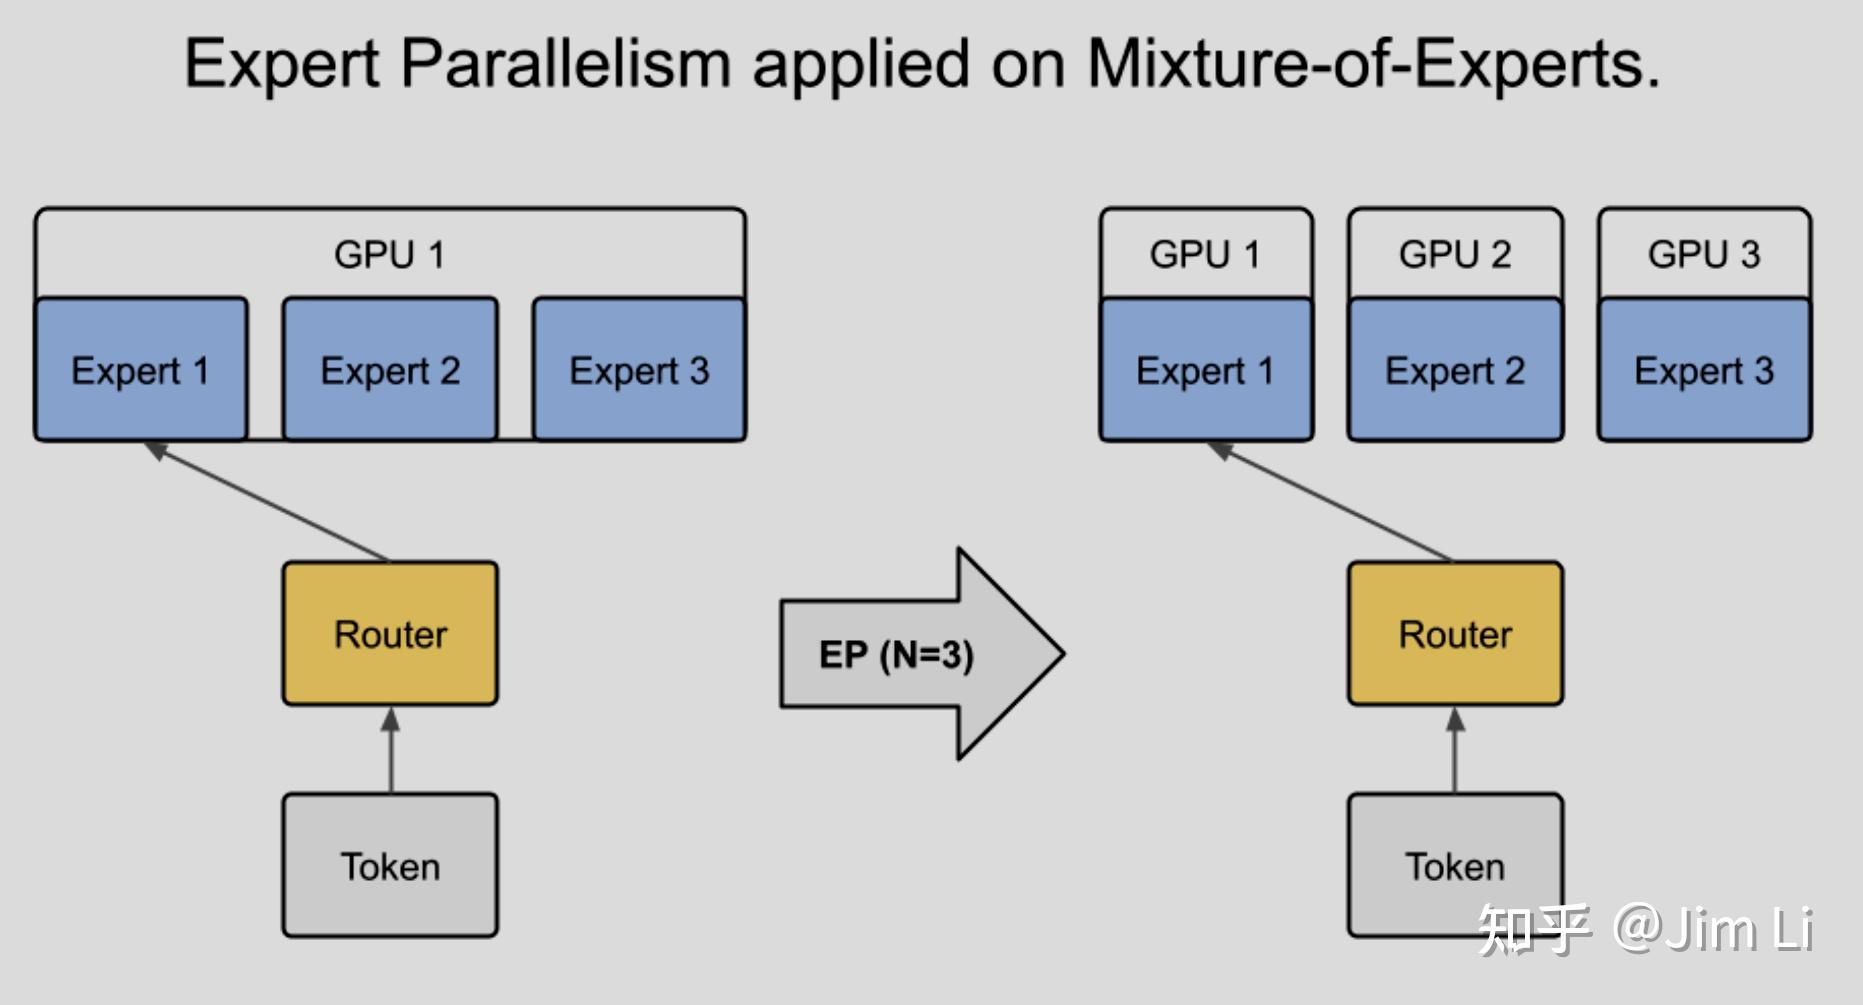 Expert Parallelism applied on Mixture-of-Experts.
GPU 1
Expert 1
Expert 2
Expert 3
Router
Token
EP (N=3)
GPU 1
GPU 2
GPU 3
Expert 1
Expert 2
Expert 3
Router
Token
知乎 @Jim Li